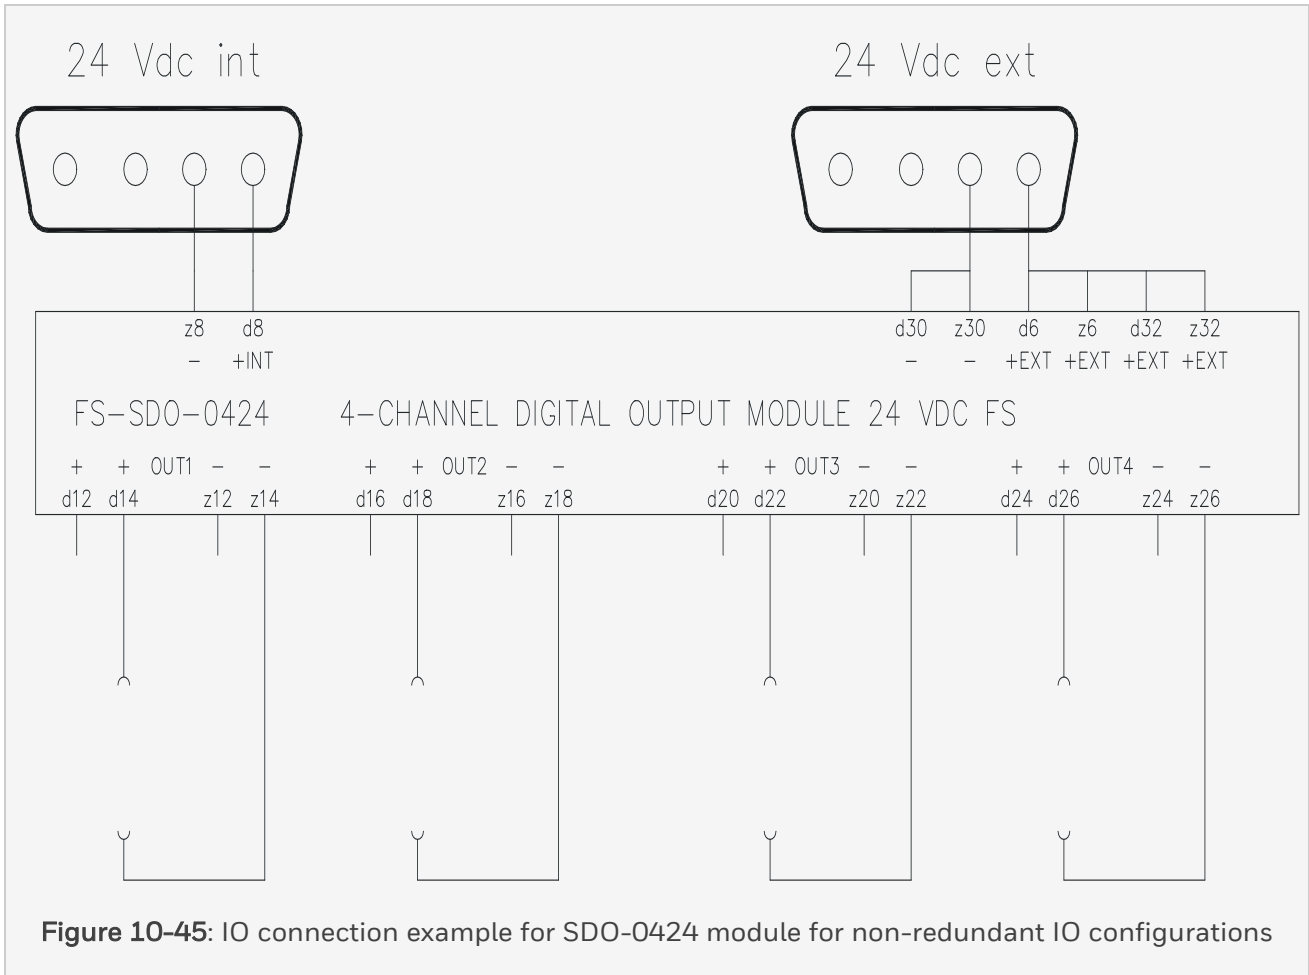 24 Vdc int 24 Vdc ext
z8 d8 d30 z30 d6 z6 d32 z32
- +INT - - +EXT +EXT +EXT +EXT
FS-SDO-0424 4-CHANNEL DIGITAL OUTPUT MODULE 24 VDC FS
+ + OUT1 - - + + OUT2 - - + + OUT3 - - + + OUT4 - -
d12 d14 z12 z14 d16 d18 z16 z18 d20 d22 z20 z22 d24 d26 z24 z26
Figure 10-45: IO connection example for SDO-0424 module for non-redundant IO configurations